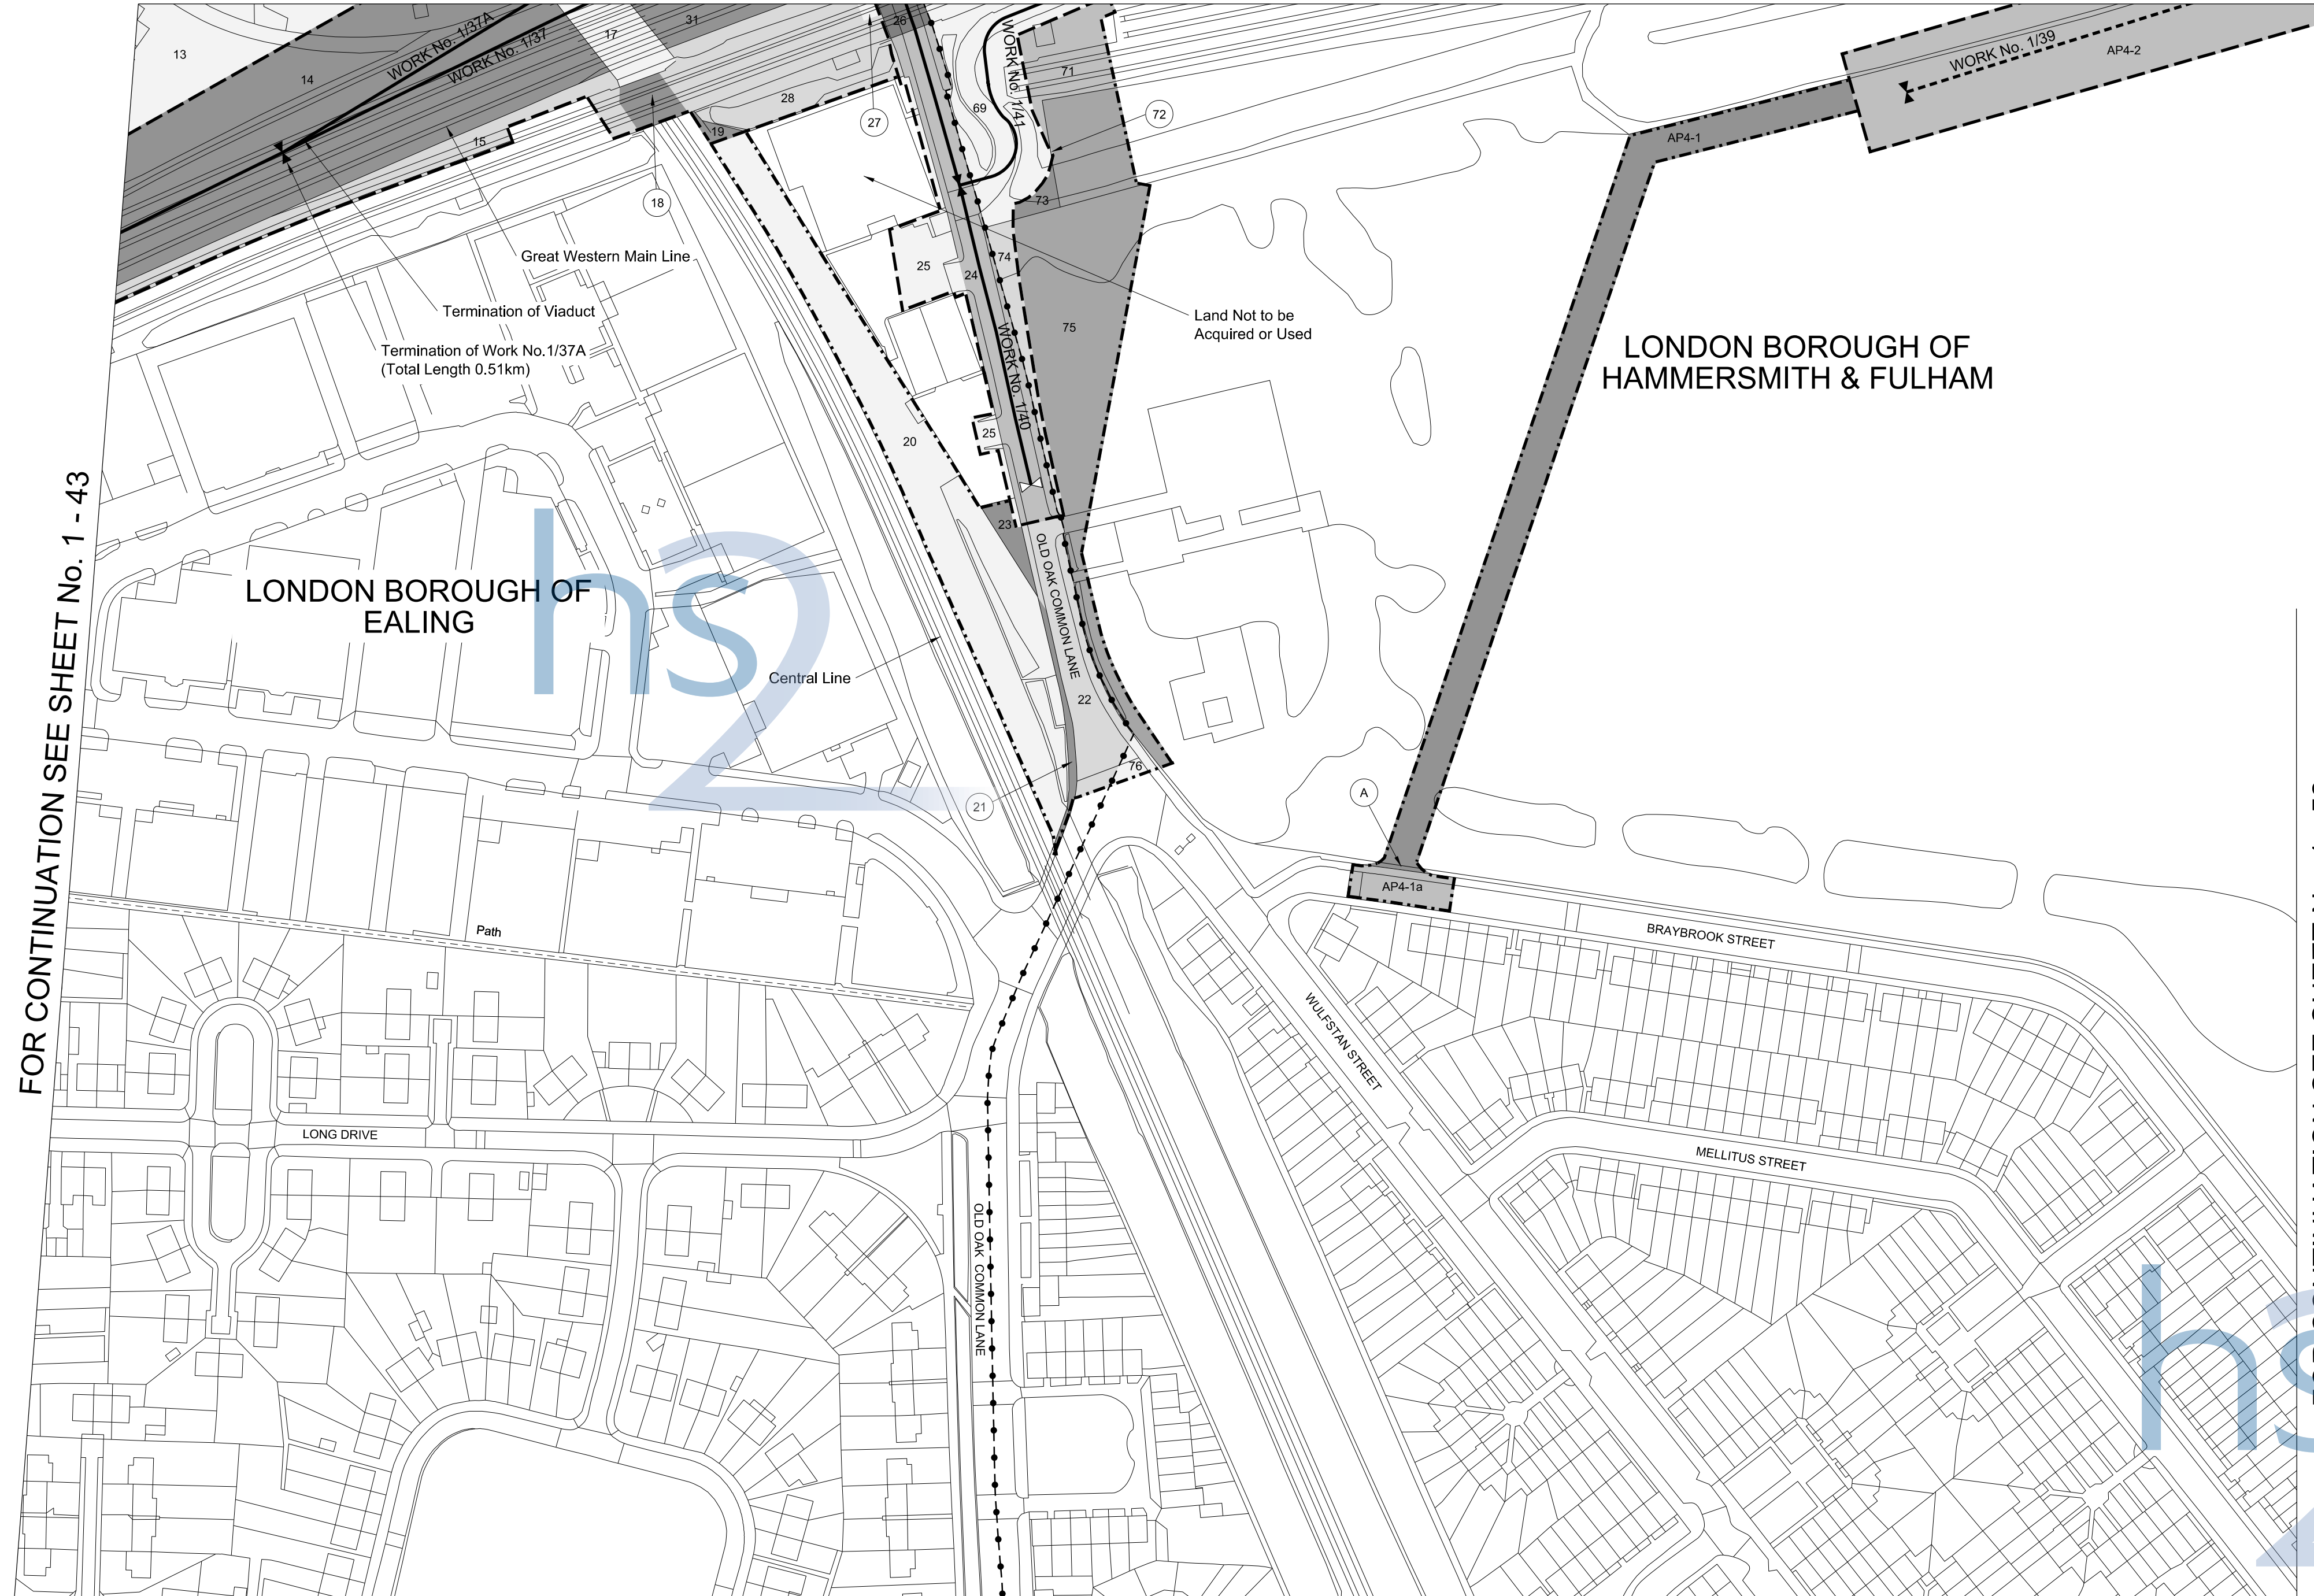 WORK No. 1/37A
31
17
26
WORK No. 1/41
WORK No. 1/39
AP4-2
13
14
WORK No. 1/37
71
28
69
72
27
19
15
AP4-1
18
73
Great Western Main Line
25
24
74
Termination of Viaduct
Land Not to be
Acquired or Used
75
Termination of Work No.1/37A
(Total Length 0.51km)
WORK No. 1/40
LONDON BOROUGH OF
HAMMERSMITH & FULHAM
20
25
FOR CONTINUATION SEE SHEET No. 1 - 43
23
OLD OAK COMMON LANE
LONDON BOROUGH OF
EALING
hs2
Central Line
22
76
21
A
AP4-1a
Path
BRAYBROOK STREET
WULFSTAN STREET
LONG DRIVE
MELLITUS STREET
OLD OAK COMMON LANE